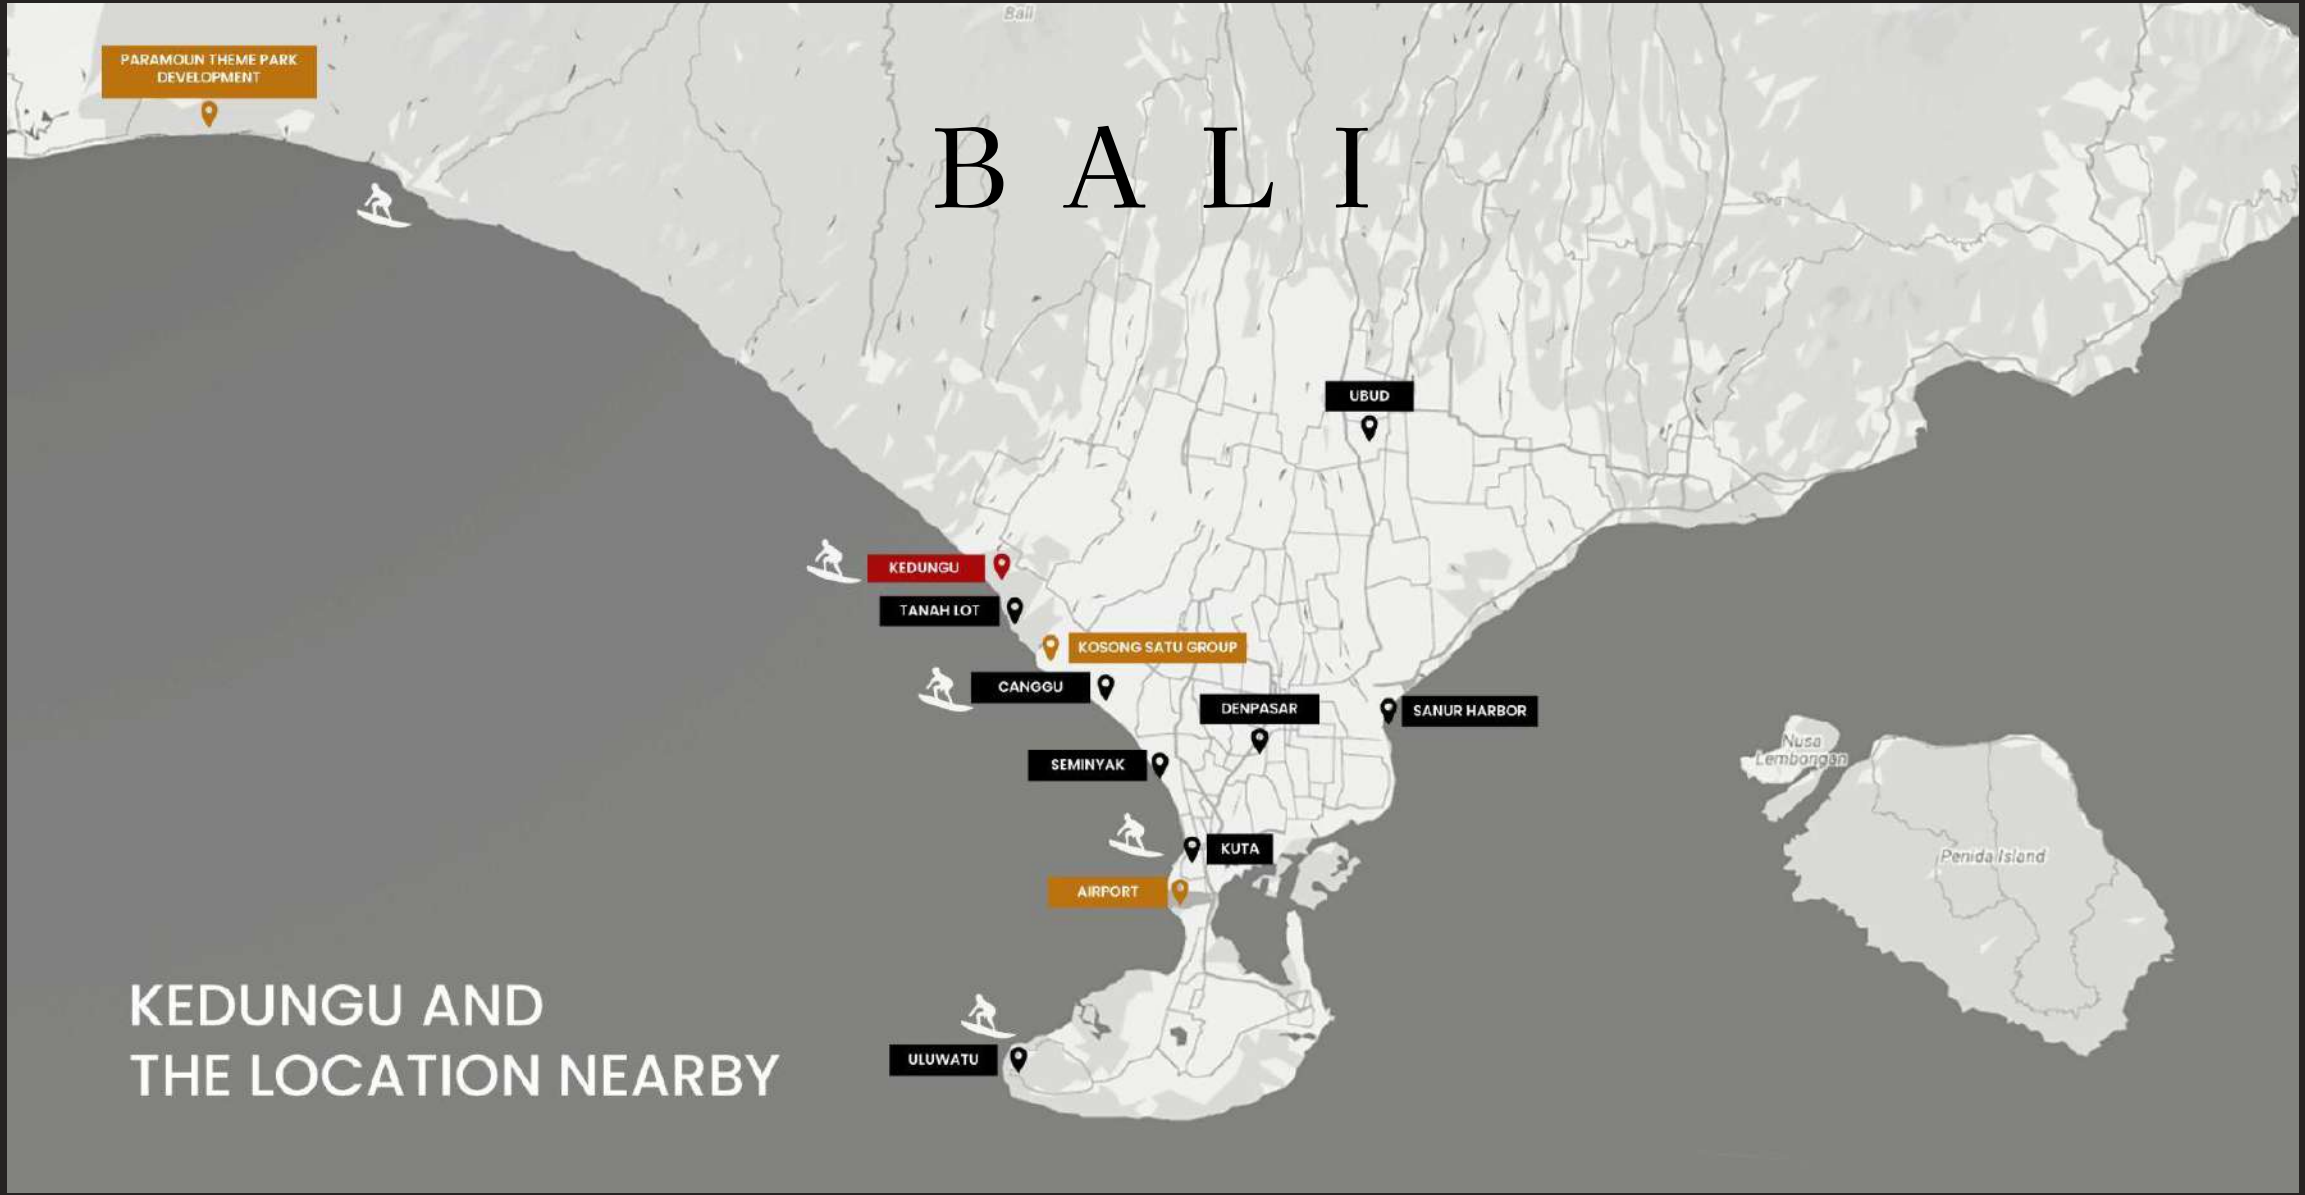 Bali
PARAMOUN THEME PARK
DEVELOPMENT
B A L I
UBUD
KEDUNGU
TANAH LOT
KOSONG SATU GROUP
CANGGU
DENPASAR
SANUR HARBOR
SEMINYAK
Nusa
Lembongan
KUTA
Penida Island
AIRPORT
KEDUNGU AND
THE LOCATION NEARBY
ULUWATU